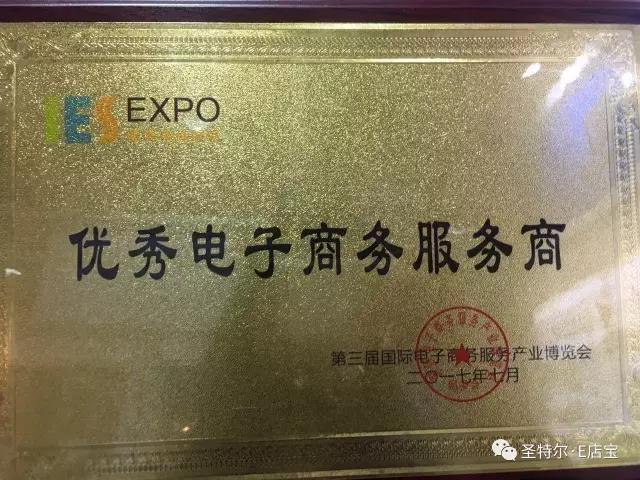 IES EXPO
优秀电子商务服务商
第三届国际电子商务服务产业博览会
二〇一七年七月
圣特尔·E店宝